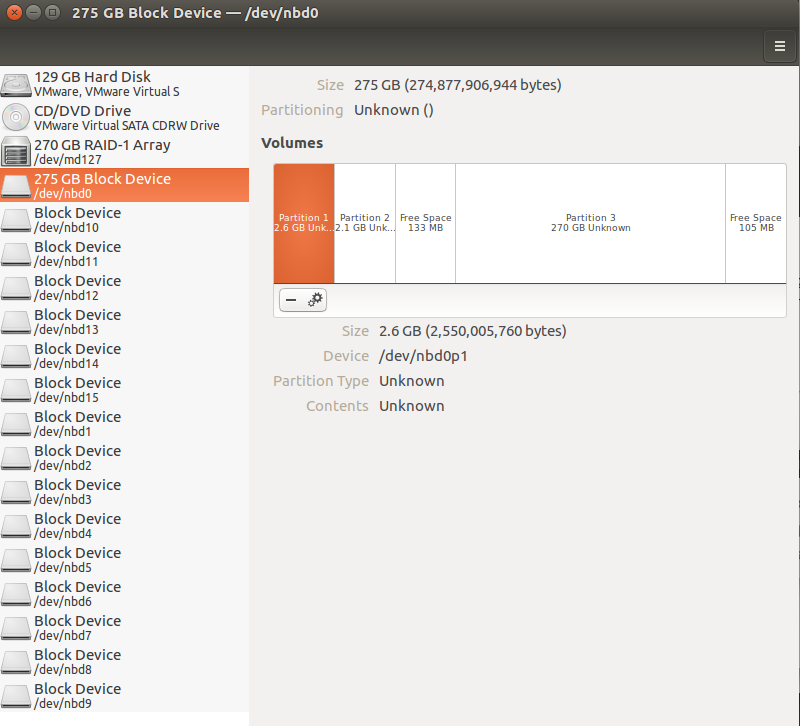 275 GB Block Device — /dev/nbd0
129 GB Hard Disk
VMware, VMware Virtual S
CD/DVD Drive
VMware Virtual SATA CDRW Drive
270 GB RAID-1 Array
/dev/md127
275 GB Block Device
/dev/nbd0
Block Device
/dev/nbd10
Block Device
/dev/nbd11
Block Device
/dev/nbd12
Block Device
/dev/nbd13
Block Device
/dev/nbd14
Block Device
/dev/nbd15
Block Device
/dev/nbd1
Block Device
/dev/nbd2
Block Device
/dev/nbd3
Block Device
/dev/nbd4
Block Device
/dev/nbd5
Block Device
/dev/nbd6
Block Device
/dev/nbd7
Block Device
/dev/nbd8
Block Device
/dev/nbd9
Size 275 GB (274,877,906,944 bytes)
Partitioning Unknown ()
Volumes
Partition 1
2.6 GB Unk...
Partition 2
2.1 GB Unk...
Free Space
133 MB
Partition 3
270 GB Unknown
Free Space
105 MB
Size 2.6 GB (2,550,005,760 bytes)
Device /dev/nbd0p1
Partition Type Unknown
Contents Unknown